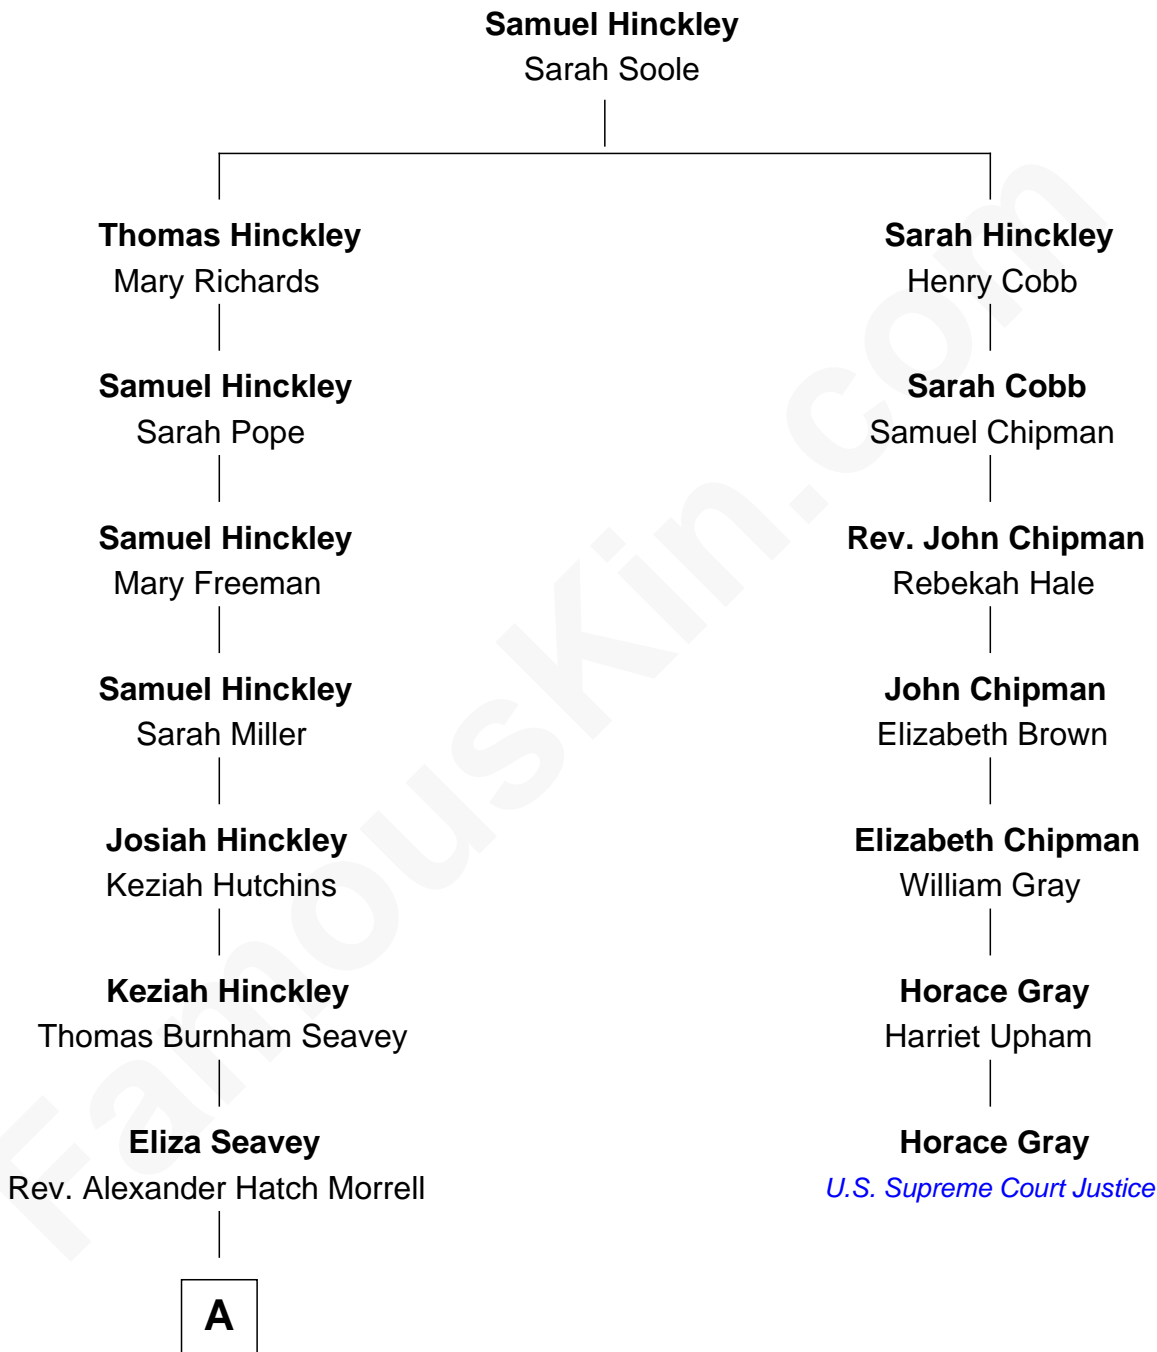 Samuel Hinckley
Sarah Soole
Thomas Hinckley
Mary Richards
Sarah Hinckley
Henry Cobb
Samuel Hinckley
Sarah Pope
Sarah Cobb
Samuel Chipman
Samuel Hinckley
Mary Freeman
Rev. John Chipman
Rebekah Hale
Samuel Hinckley
Sarah Miller
John Chipman
Elizabeth Brown
Josiah Hinckley
Keziah Hutchins
Elizabeth Chipman
William Gray
Keziah Hinckley
Thomas Burnham Seavey
Horace Gray
Harriet Upham
Eliza Seavey
Rev. Alexander Hatch Morrell
Horace Gray
U.S. Supreme Court Justice
A
FamousKin.com